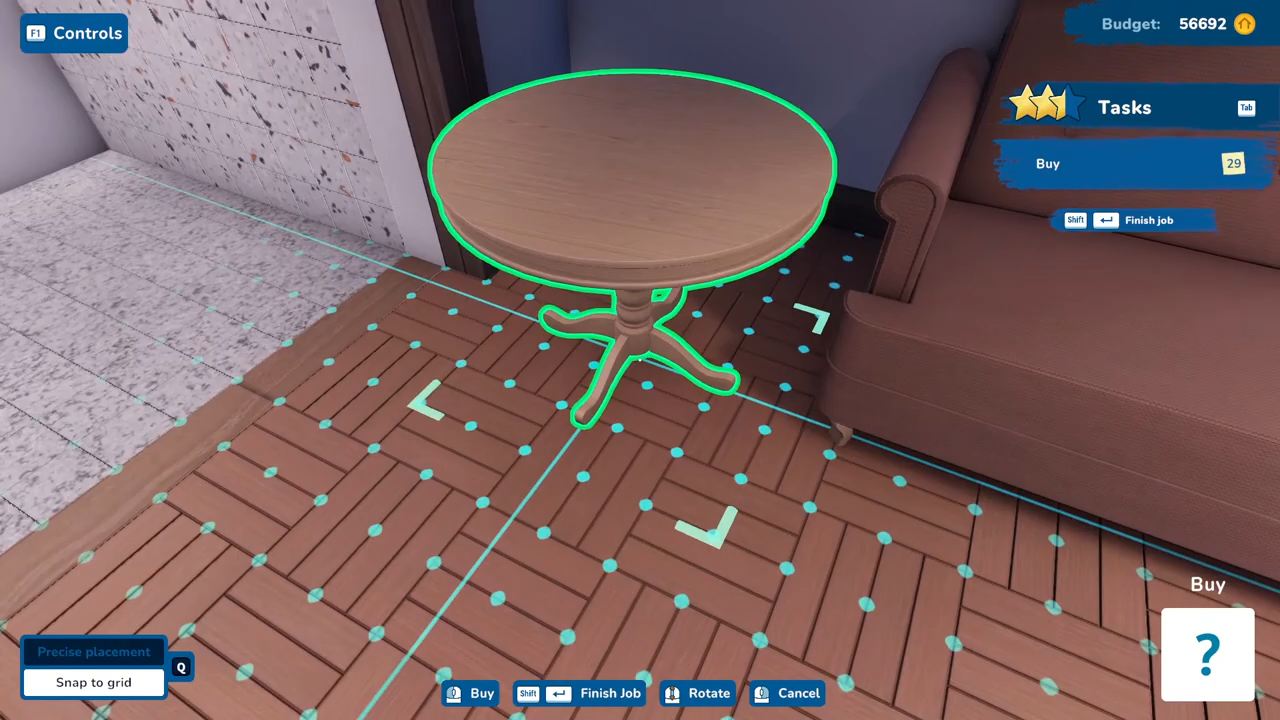 F1 Controls
Budget: 56692
Tasks Tab
Buy 29
Shift Finish job
Buy
?
Precise placement
Snap to grid
Q
Buy Shift Finish Job Rotate Cancel